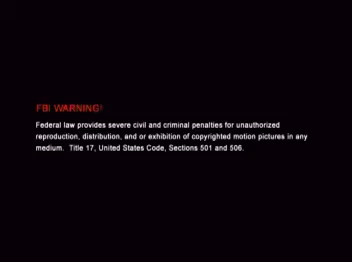 FBI WARNING!
Federal law provides severe civil and criminal penalties for unauthorized
reproduction, distribution, and or exhibition of copyrighted motion pictures in any
medium. Title 17, United States Code, Sections 501 and 506.